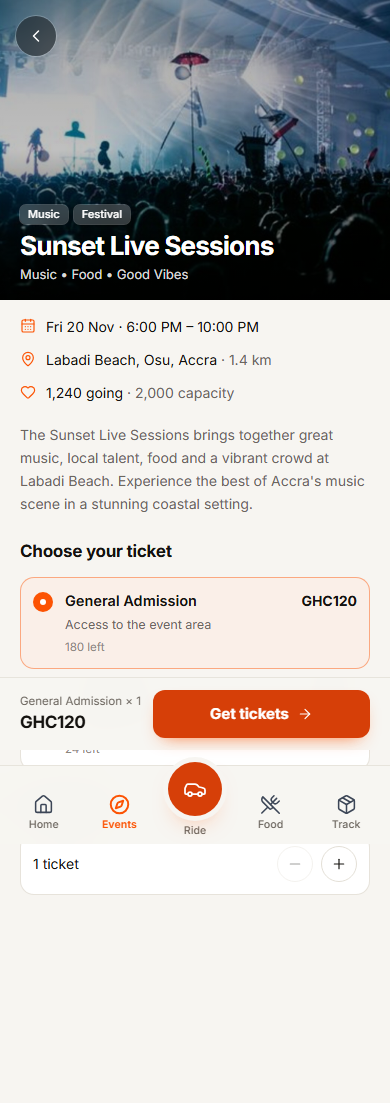 Music Festival
Sunset Live Sessions
Music • Food • Good Vibes
Fri 20 Nov · 6:00 PM – 10:00 PM
Labadi Beach, Osu, Accra · 1.4 km
1,240 going · 2,000 capacity
The Sunset Live Sessions brings together great
music, local talent, food and a vibrant crowd at
Labadi Beach. Experience the best of Accra's music
scene in a stunning coastal setting.
Choose your ticket
General Admission GHC120
Access to the event area
180 left
General Admission × 1
GHC120
Get tickets
24 left
Home Events Ride Food Track
1 ticket